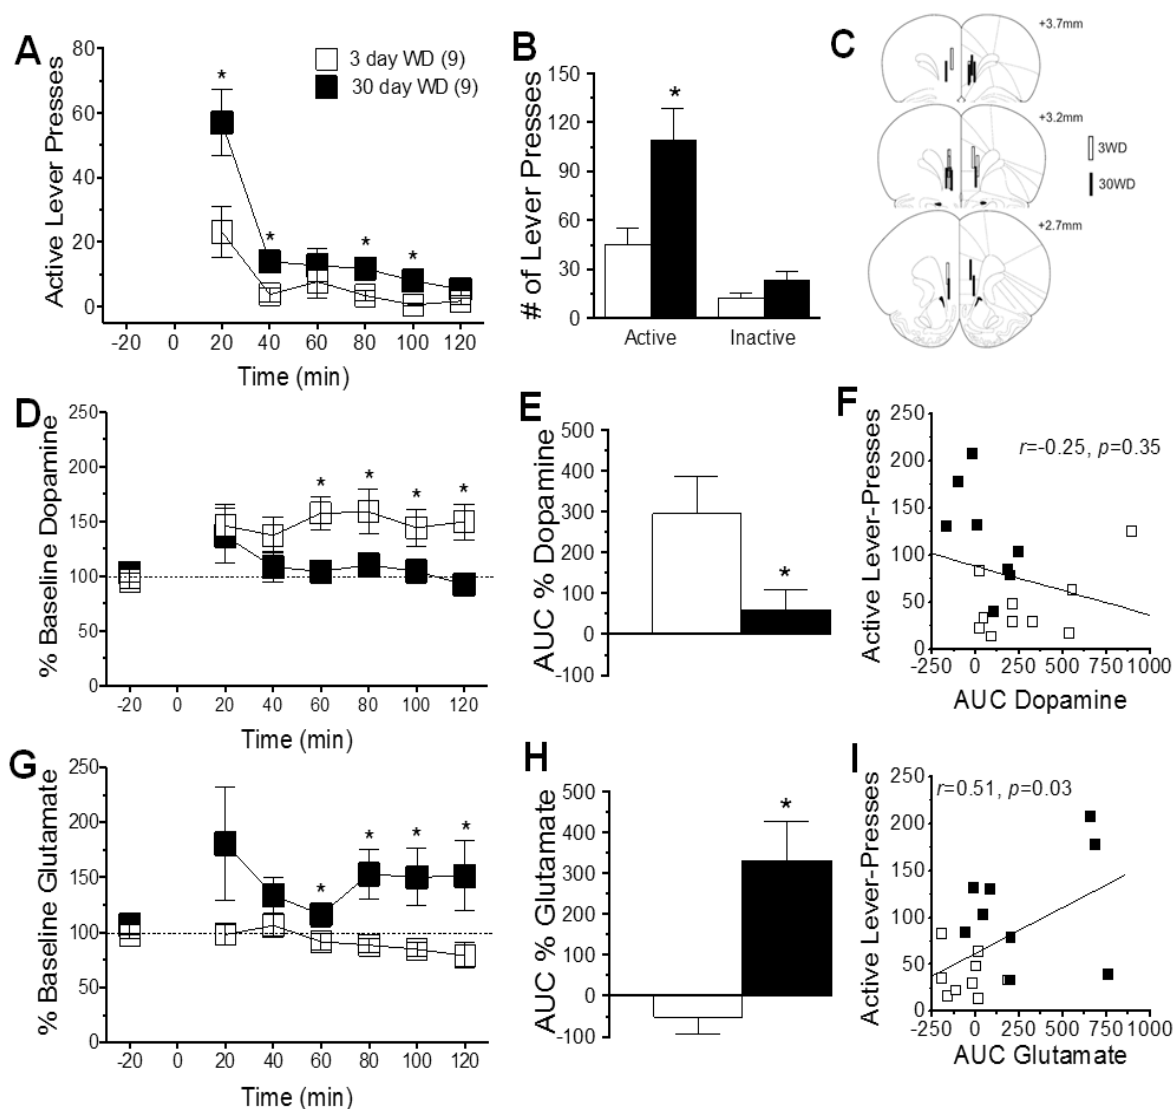 A
Active Lever Presses
80
60
40
20
0
-20 0 20 40 60 80 100 120
Time (min)
3 day WD (9)
30 day WD (9)
*
*
*
*
B
# of Lever Presses
150
120
90
60
30
0
*
Active Inactive
C
+3.7mm
+3.2mm
+2.7mm
3WD
30WD
D
% Baseline Dopamine
250
200
150
100
50
0
* * * *
-20 0 20 40 60 80 100 120
Time (min)
E
AUC % Dopamine
500
400
300
200
100
0
-100
*
F
Active Lever-Presses
250
200
150
100
50
0
r=-0.25, p=0.35
-250 0 250 500 750 1000
AUC Dopamine
G
% Baseline Glutamate
250
200
150
100
50
0
* * * *
-20 0 20 40 60 80 100 120
Time (min)
H
AUC % Glutamate
500
400
300
200
100
0
-100
*
I
Active Lever-Presses
250
200
150
100
50
0
r=0.51, p=0.03
-250 0 250 500 750 1000
AUC Glutamate